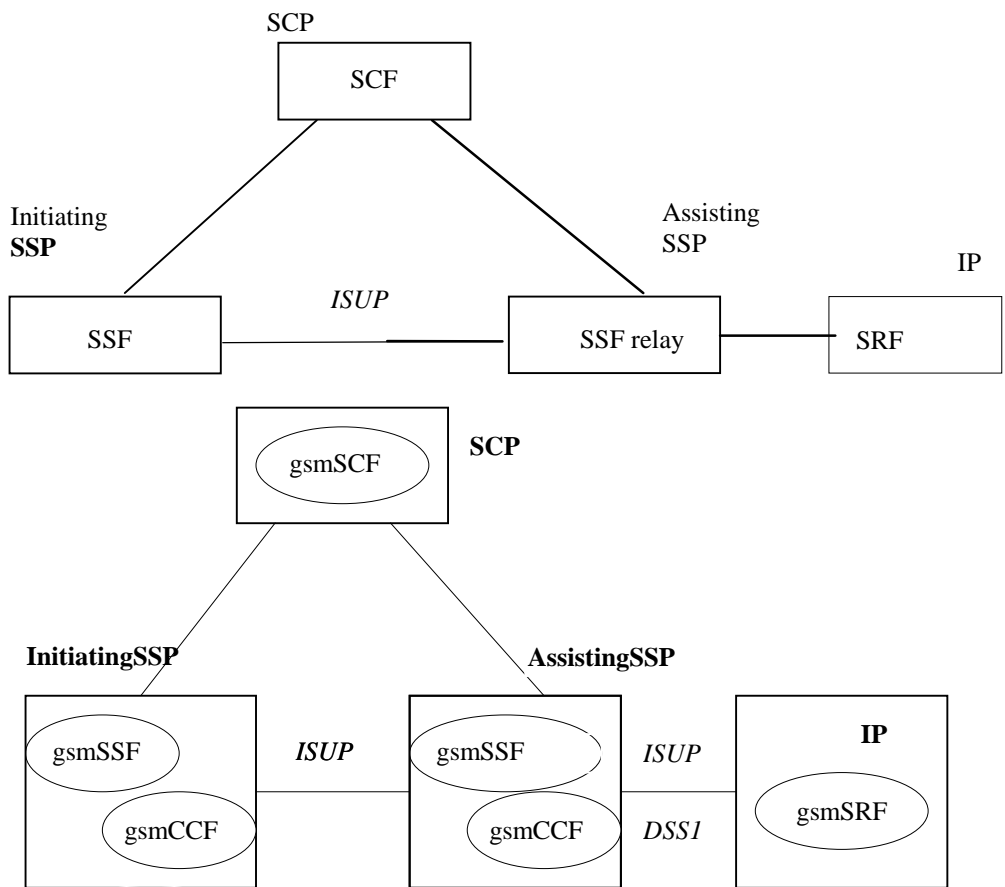 SCP
SCF
Initiating
SSP
Assisting
SSP
IP
ISUP
SSF
SSF relay
SRF
SCP
gsmSCF
InitiatingSSP
AssistingSSP
gsmSSF
ISUP
gsmSSF
ISUP
IP
gsmCCF
gsmCCF
DSS1
gsmSRF